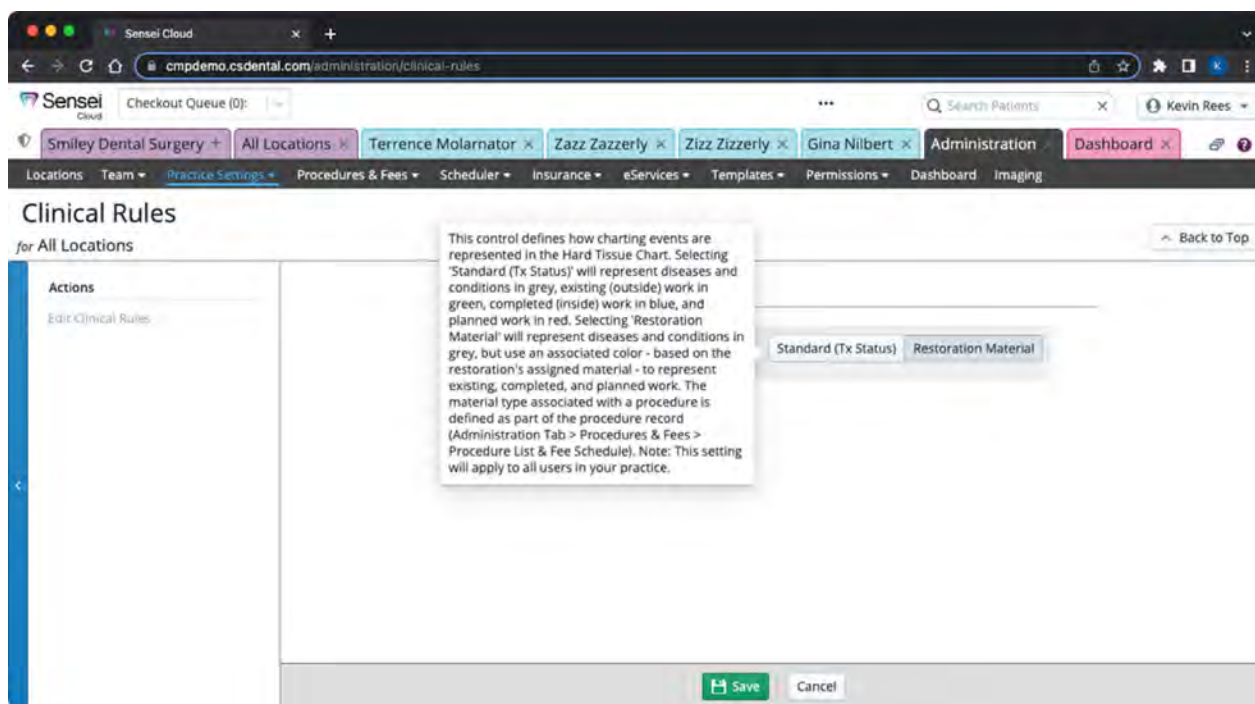 Sensei Cloud × +
cmpdemo.csdental.com/administration/clinical-rules K
Sensei Cloud Checkout Queue (0): ••• Search Patients × Kevin Rees
Smiley Dental Surgery + All Locations × Terrence Molarnator × Zazz Zazzerly × Zizz Zizzerly × Gina Nilbert × Administration Dashboard × ?
Locations Team Practice Settings Procedures & Fees Scheduler Insurance eServices Templates Permissions Dashboard Imaging
Clinical Rules
for All Locations
Back to Top
Actions
Edit Clinical Rules
This control defines how charting events are
represented in the Hard Tissue Chart. Selecting
'Standard (Tx Status)' will represent diseases and
conditions in grey, existing (outside) work in
green, completed (inside) work in blue, and
planned work in red. Selecting 'Restoration
Material' will represent diseases and conditions in
grey, but use an associated color - based on the
restoration's assigned material - to represent
existing, completed, and planned work. The
material type associated with a procedure is
defined as part of the procedure record
(Administration Tab > Procedures & Fees >
Procedure List & Fee Schedule). Note: This setting
will apply to all users in your practice.
Standard (Tx Status) Restoration Material
Save Cancel